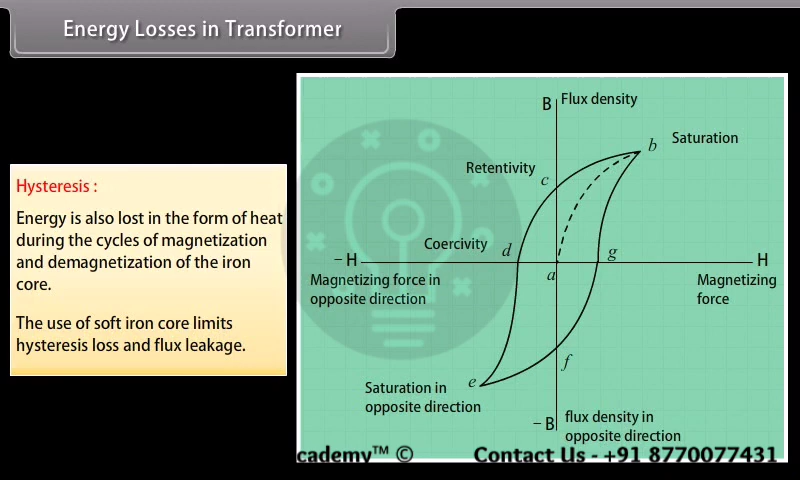 Energy Losses in Transformer
Hysteresis :
Energy is also lost in the form of heat
during the cycles of magnetization
and demagnetization of the iron
core.
The use of soft iron core limits
hysteresis loss and flux leakage.
B
Flux density
b
Saturation
Retentivity
c
Coercivity
d
g
– H
H
a
Magnetizing force in
opposite direction
Magnetizing
force
f
e
Saturation in
opposite direction
– B
flux density in
opposite direction
cademy™ ©
Contact Us - +91 8770077431